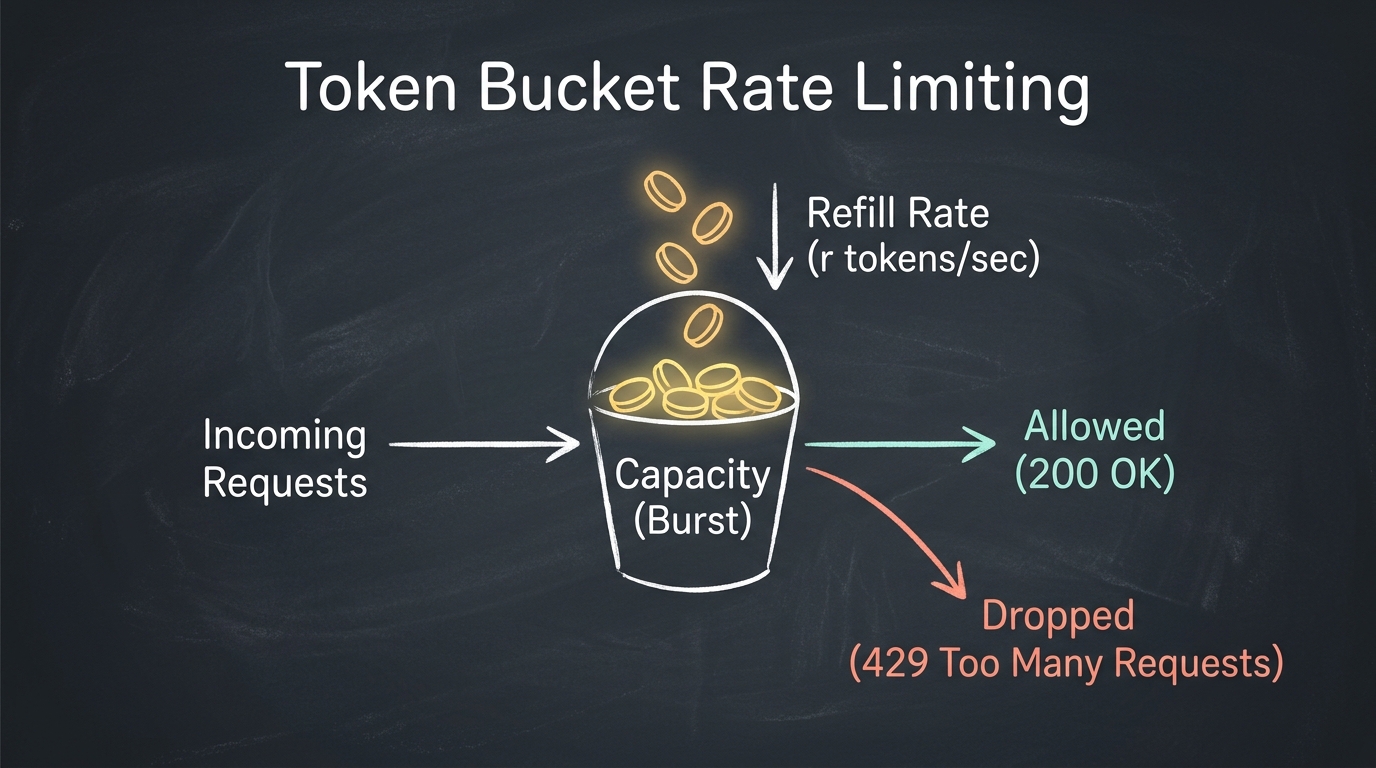 Token Bucket Rate Limiting
Refill Rate
(r tokens/sec)
Incoming
Requests
Capacity
(Burst)
Allowed
(200 OK)
Dropped
(429 Too Many Requests)